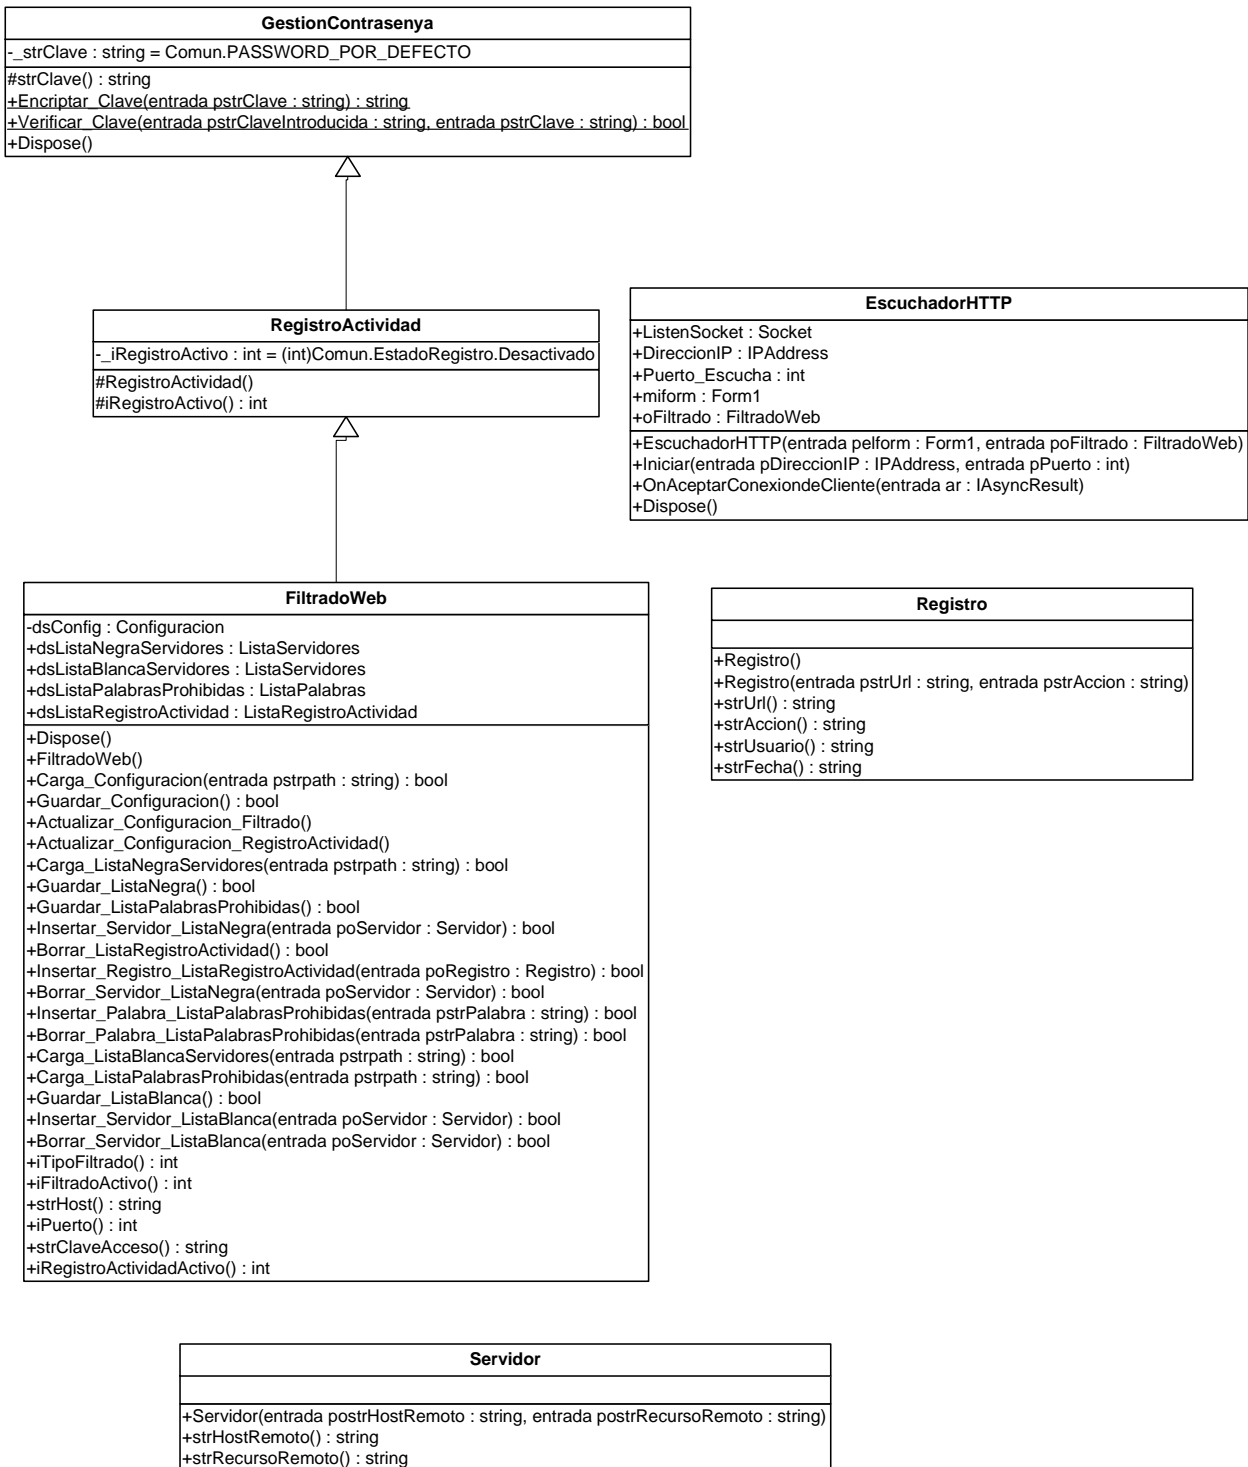 GestionContrasenya
-_strClave : string = Comun.PASSWORD_POR_DEFECTO
#strClave() : string
+Encriptar_Clave(entrada pstrClave : string) : string
+Verificar_Clave(entrada pstrClaveIntroducida : string, entrada pstrClave : string) : bool
+Dispose()
RegistroActividad
-_iRegistroActivo : int = (int)Comun.EstadoRegistro.Desactivado
#RegistroActividad()
#iRegistroActivo() : int
EscuchadorHTTP
+ListenSocket : Socket
+DireccionIP : IPAddress
+Puerto_Escucha : int
+miform : Form1
+oFiltrado : FiltradoWeb
+EscuchadorHTTP(entrada pelform : Form1, entrada poFiltrado : FiltradoWeb)
+Iniciar(entrada pDireccionIP : IPAddress, entrada pPuerto : int)
+OnAceptarConexiondeCliente(entrada ar : IAsyncResult)
+Dispose()
FiltradoWeb
-dsConfig : Configuracion
+dsListaNegraServidores : ListaServidores
+dsListaBlancaServidores : ListaServidores
+dsListaPalabrasProhibidas : ListaPalabras
+dsListaRegistroActividad : ListaRegistroActividad
+Dispose()
+FiltradoWeb()
+Carga_Configuracion(entrada pstrpath : string) : bool
+Guardar_Configuracion() : bool
+Actualizar_Configuracion_Filtrado()
+Actualizar_Configuracion_RegistroActividad()
+Carga_ListaNegraServidores(entrada pstrpath : string) : bool
+Guardar_ListaNegra() : bool
+Guardar_ListaPalabrasProhibidas() : bool
+Insertar_Servidor_ListaNegra(entrada poServidor : Servidor) : bool
+Borrar_ListaRegistroActividad() : bool
+Insertar_Registro_ListaRegistroActividad(entrada poRegistro : Registro) : bool
+Borrar_Servidor_ListaNegra(entrada poServidor : Servidor) : bool
+Insertar_Palabra_ListaPalabrasProhibidas(entrada pstrPalabra : string) : bool
+Borrar_Palabra_ListaPalabrasProhibidas(entrada pstrPalabra : string) : bool
+Carga_ListaBlancaServidores(entrada pstrpath : string) : bool
+Carga_ListaPalabrasProhibidas(entrada pstrpath : string) : bool
+Guardar_ListaBlanca() : bool
+Insertar_Servidor_ListaBlanca(entrada poServidor : Servidor) : bool
+Borrar_Servidor_ListaBlanca(entrada poServidor : Servidor) : bool
+iTipoFiltrado() : int
+iFiltradoActivo() : int
+strHost() : string
+iPuerto() : int
+strClaveAcceso() : string
+iRegistroActividadActivo() : int
Registro
+Registro()
+Registro(entrada pstrUrl : string, entrada pstrAccion : string)
+strUrl() : string
+strAccion() : string
+strUsuario() : string
+strFecha() : string
Servidor
+Servidor(entrada postrHostRemoto : string, entrada postrRecursoRemoto : string)
+strHostRemoto() : string
+strRecursoRemoto() : string